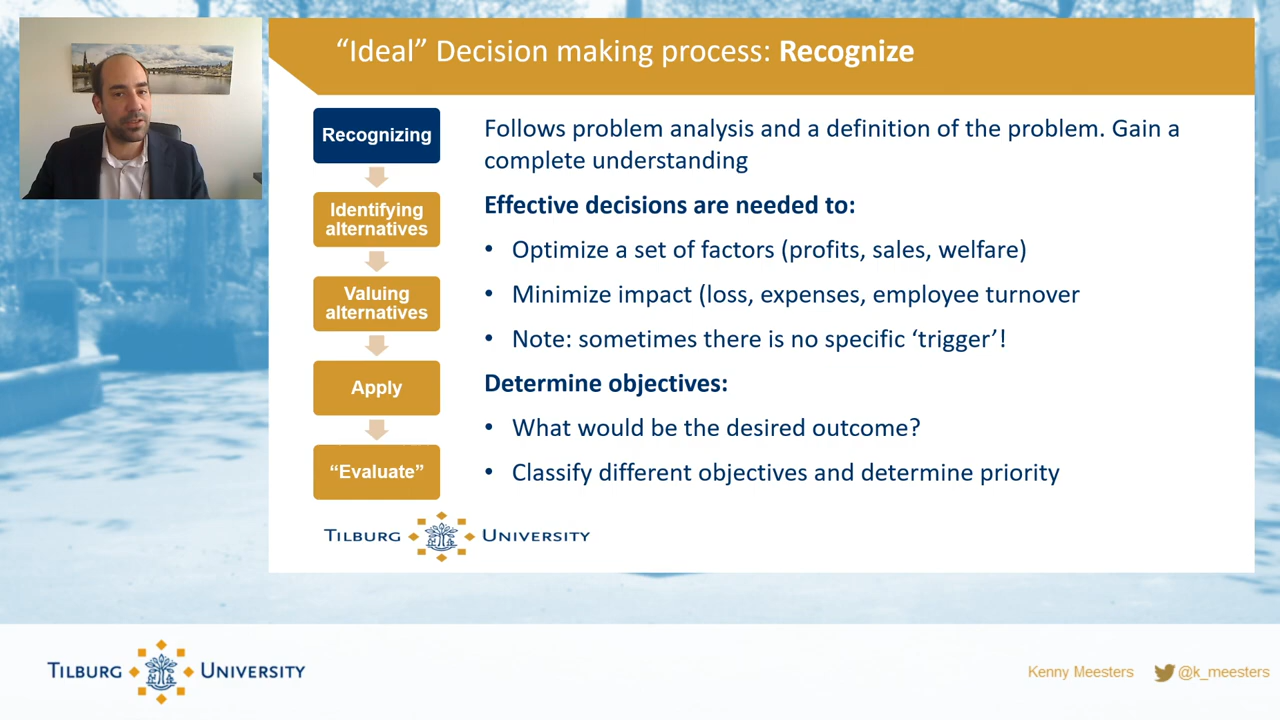 “Ideal” Decision making process: Recognize
Recognizing
Identifying
alternatives
Valuing
alternatives
Apply
“Evaluate”
Follows problem analysis and a definition of the problem. Gain a
complete understanding
Effective decisions are needed to:
• Optimize a set of factors (profits, sales, welfare)
• Minimize impact (loss, expenses, employee turnover
• Note: sometimes there is no specific ‘trigger’!
Determine objectives:
• What would be the desired outcome?
• Classify different objectives and determine priority
TILBURG UNIVERSITY
TILBURG UNIVERSITY
Kenny Meesters @k_meesters